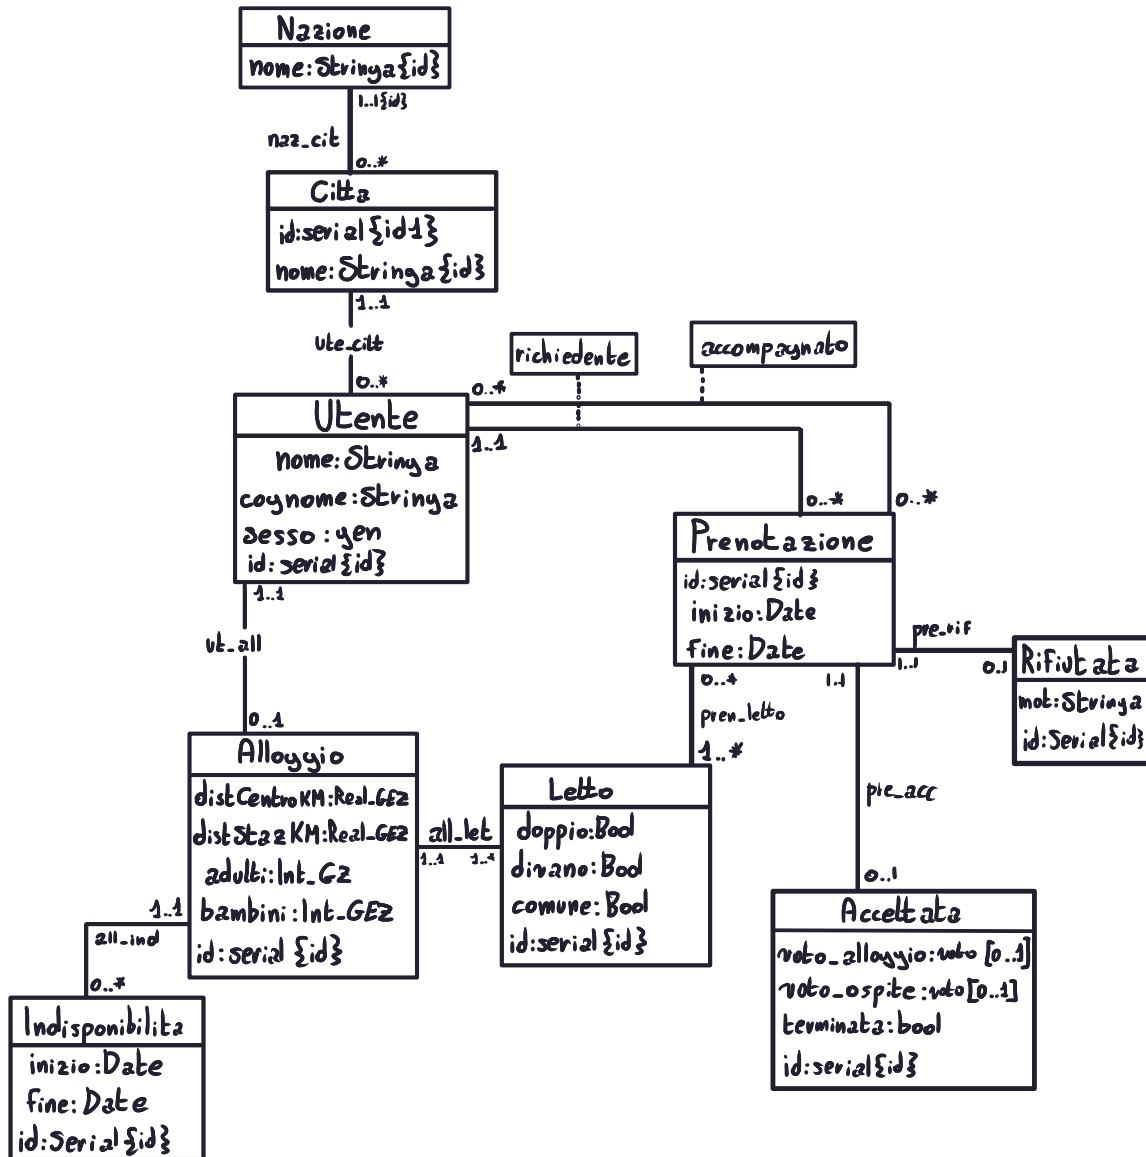 Nazione
nome:Stringa{id}
1..1{id}
naz_cit
0..*
Citta
id:serial{id1}
nome:Stringa{id}
1..1
ute_citt
0..*
richiedente
accompagnato
Utente
nome:Stringa
cognome:Stringa
sesso:gen
id:serial{id}
0..*
1..1
0..*
0..*
Prenotazione
id:serial{id}
inizio:Date
fine:Date
1..1
ut_all
0..1
pre_rif
1..1
0..1
Rifiutata
mot:Stringa
id:Serial{id}
0..*
1..1
pren_letto
1..*
pre_acc
0..1
Alloggio
distCentroKM:Real_GEZ
distStazKM:Real_GEZ
adulti:Int_GZ
bambini:Int_GEZ
id:serial {id}
all_let
1..1
1..*
Letto
doppio:Bool
divano:Bool
comune:Bool
id:serial{id}
1..1
all_ind
0..*
Accettata
voto_alloggio:voto [0..1]
voto_ospite:voto[0..1]
terminata:bool
id:serial{id}
Indisponibilita
inizio:Date
fine:Date
id:Serial{id}